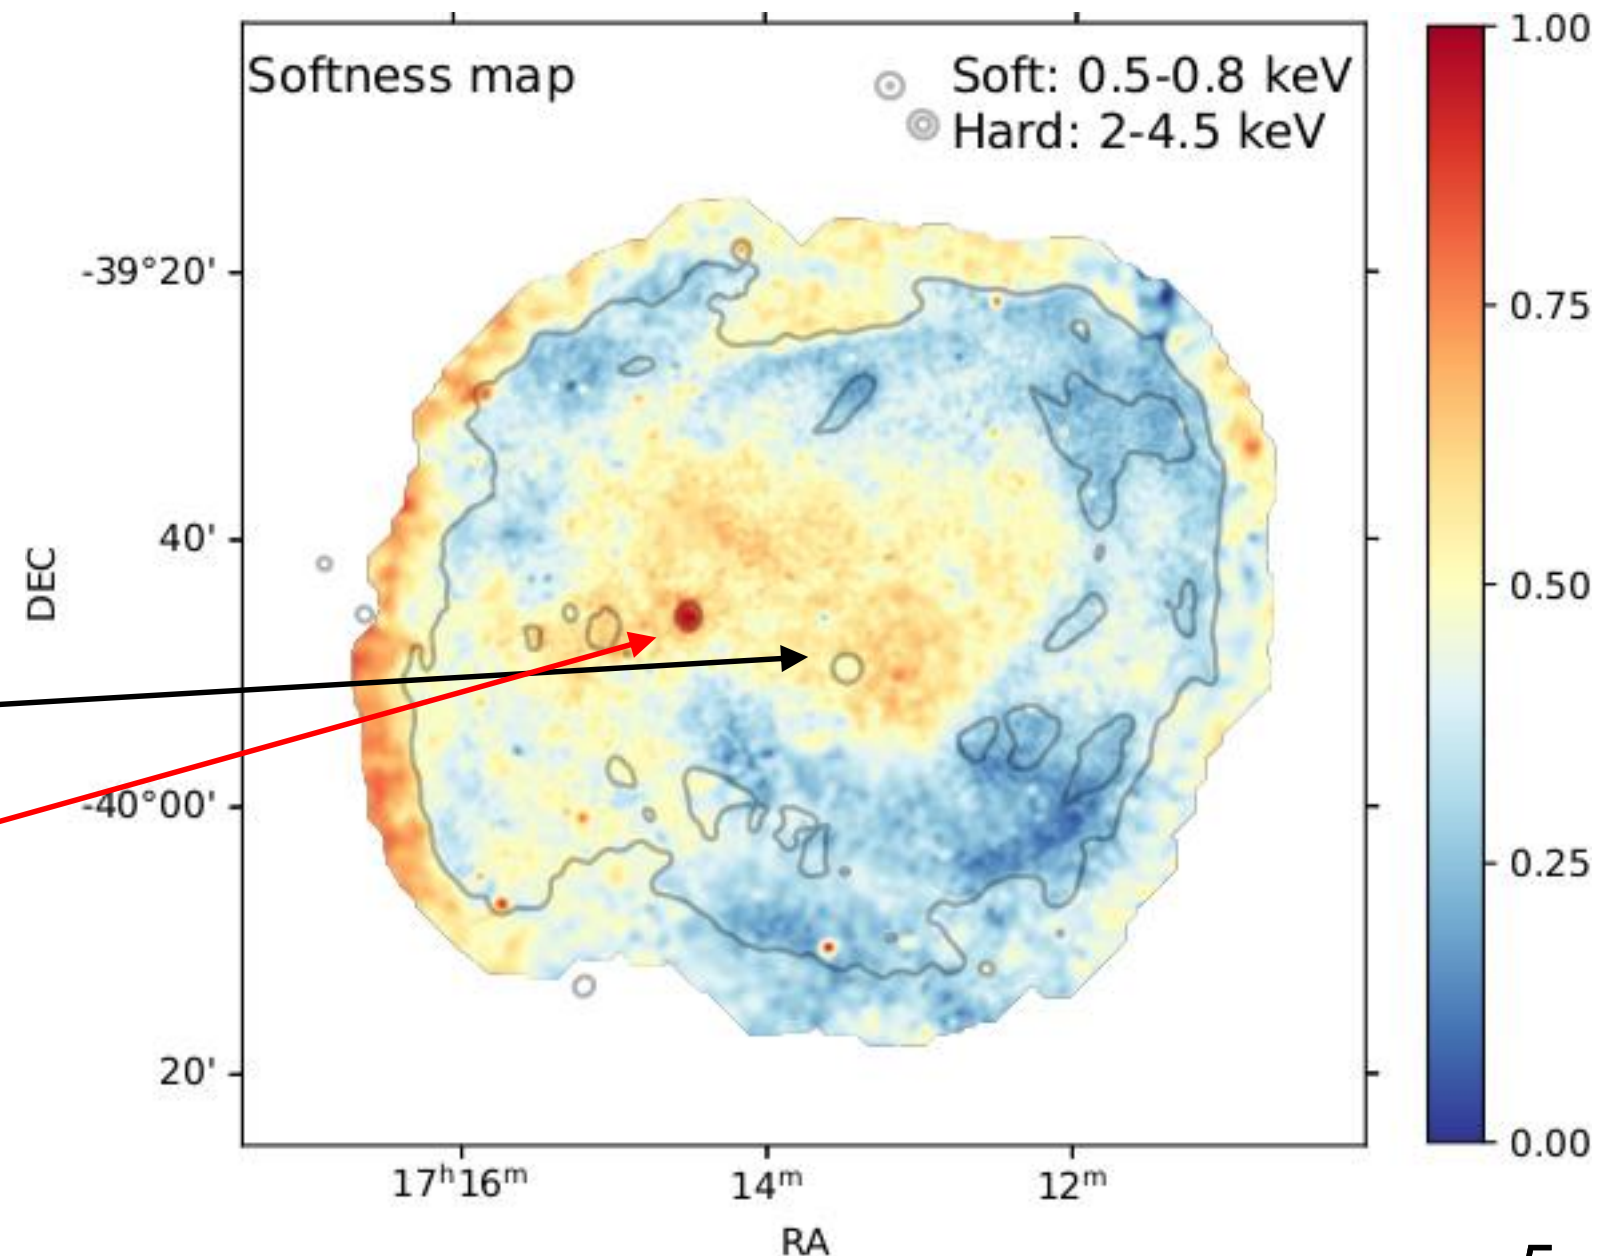 Softness map
Soft: 0.5-0.8 keV
Hard: 2-4.5 keV
1.00
0.75
0.50
0.25
0.00
-39°20'
40'
-40°00'
20'
DEC
17ʰ16ᵐ
14ᵐ
12ᵐ
RA